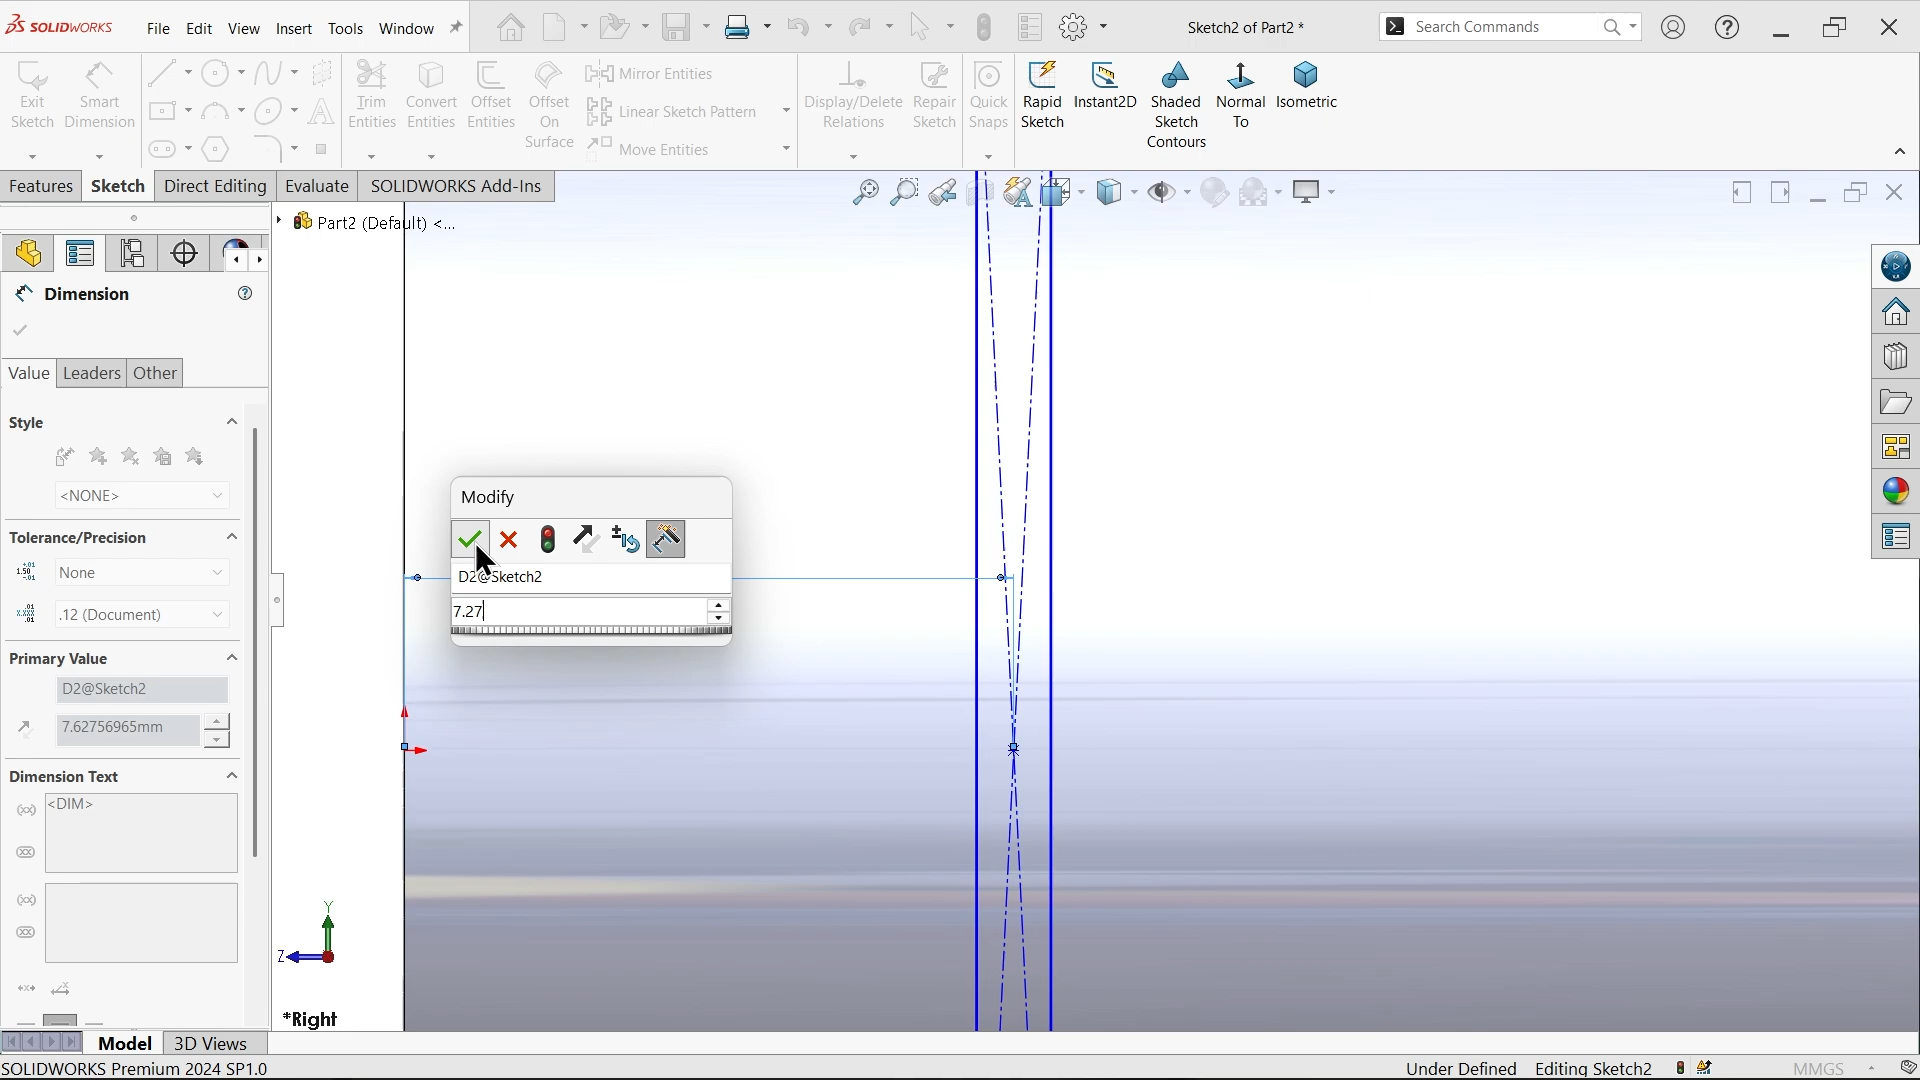 SOLIDWORKS
File Edit View Insert Tools Window
Sketch2 of Part2 *
Search Commands
Exit Sketch
Smart Dimension
Trim Entities
Convert Entities
Offset Entities
Offset On Surface
Mirror Entities
Linear Sketch Pattern
Move Entities
Display/Delete Relations
Repair Sketch
Quick Snaps
Rapid Sketch
Instant2D
Shaded Sketch Contours
Normal To
Isometric
Features Sketch Direct Editing Evaluate SOLIDWORKS Add-Ins
Part2 (Default) <...
Dimension
Value Leaders Other
Style
<NONE>
Tolerance/Precision
None
.12 (Document)
Primary Value
D2@Sketch2
7.62756965mm
Dimension Text
<DIM>
Modify
D2@Sketch2
7.27
Y
Z
*Right
Model 3D Views
SOLIDWORKS Premium 2024 SP1.0
Under Defined Editing Sketch2 MMGS